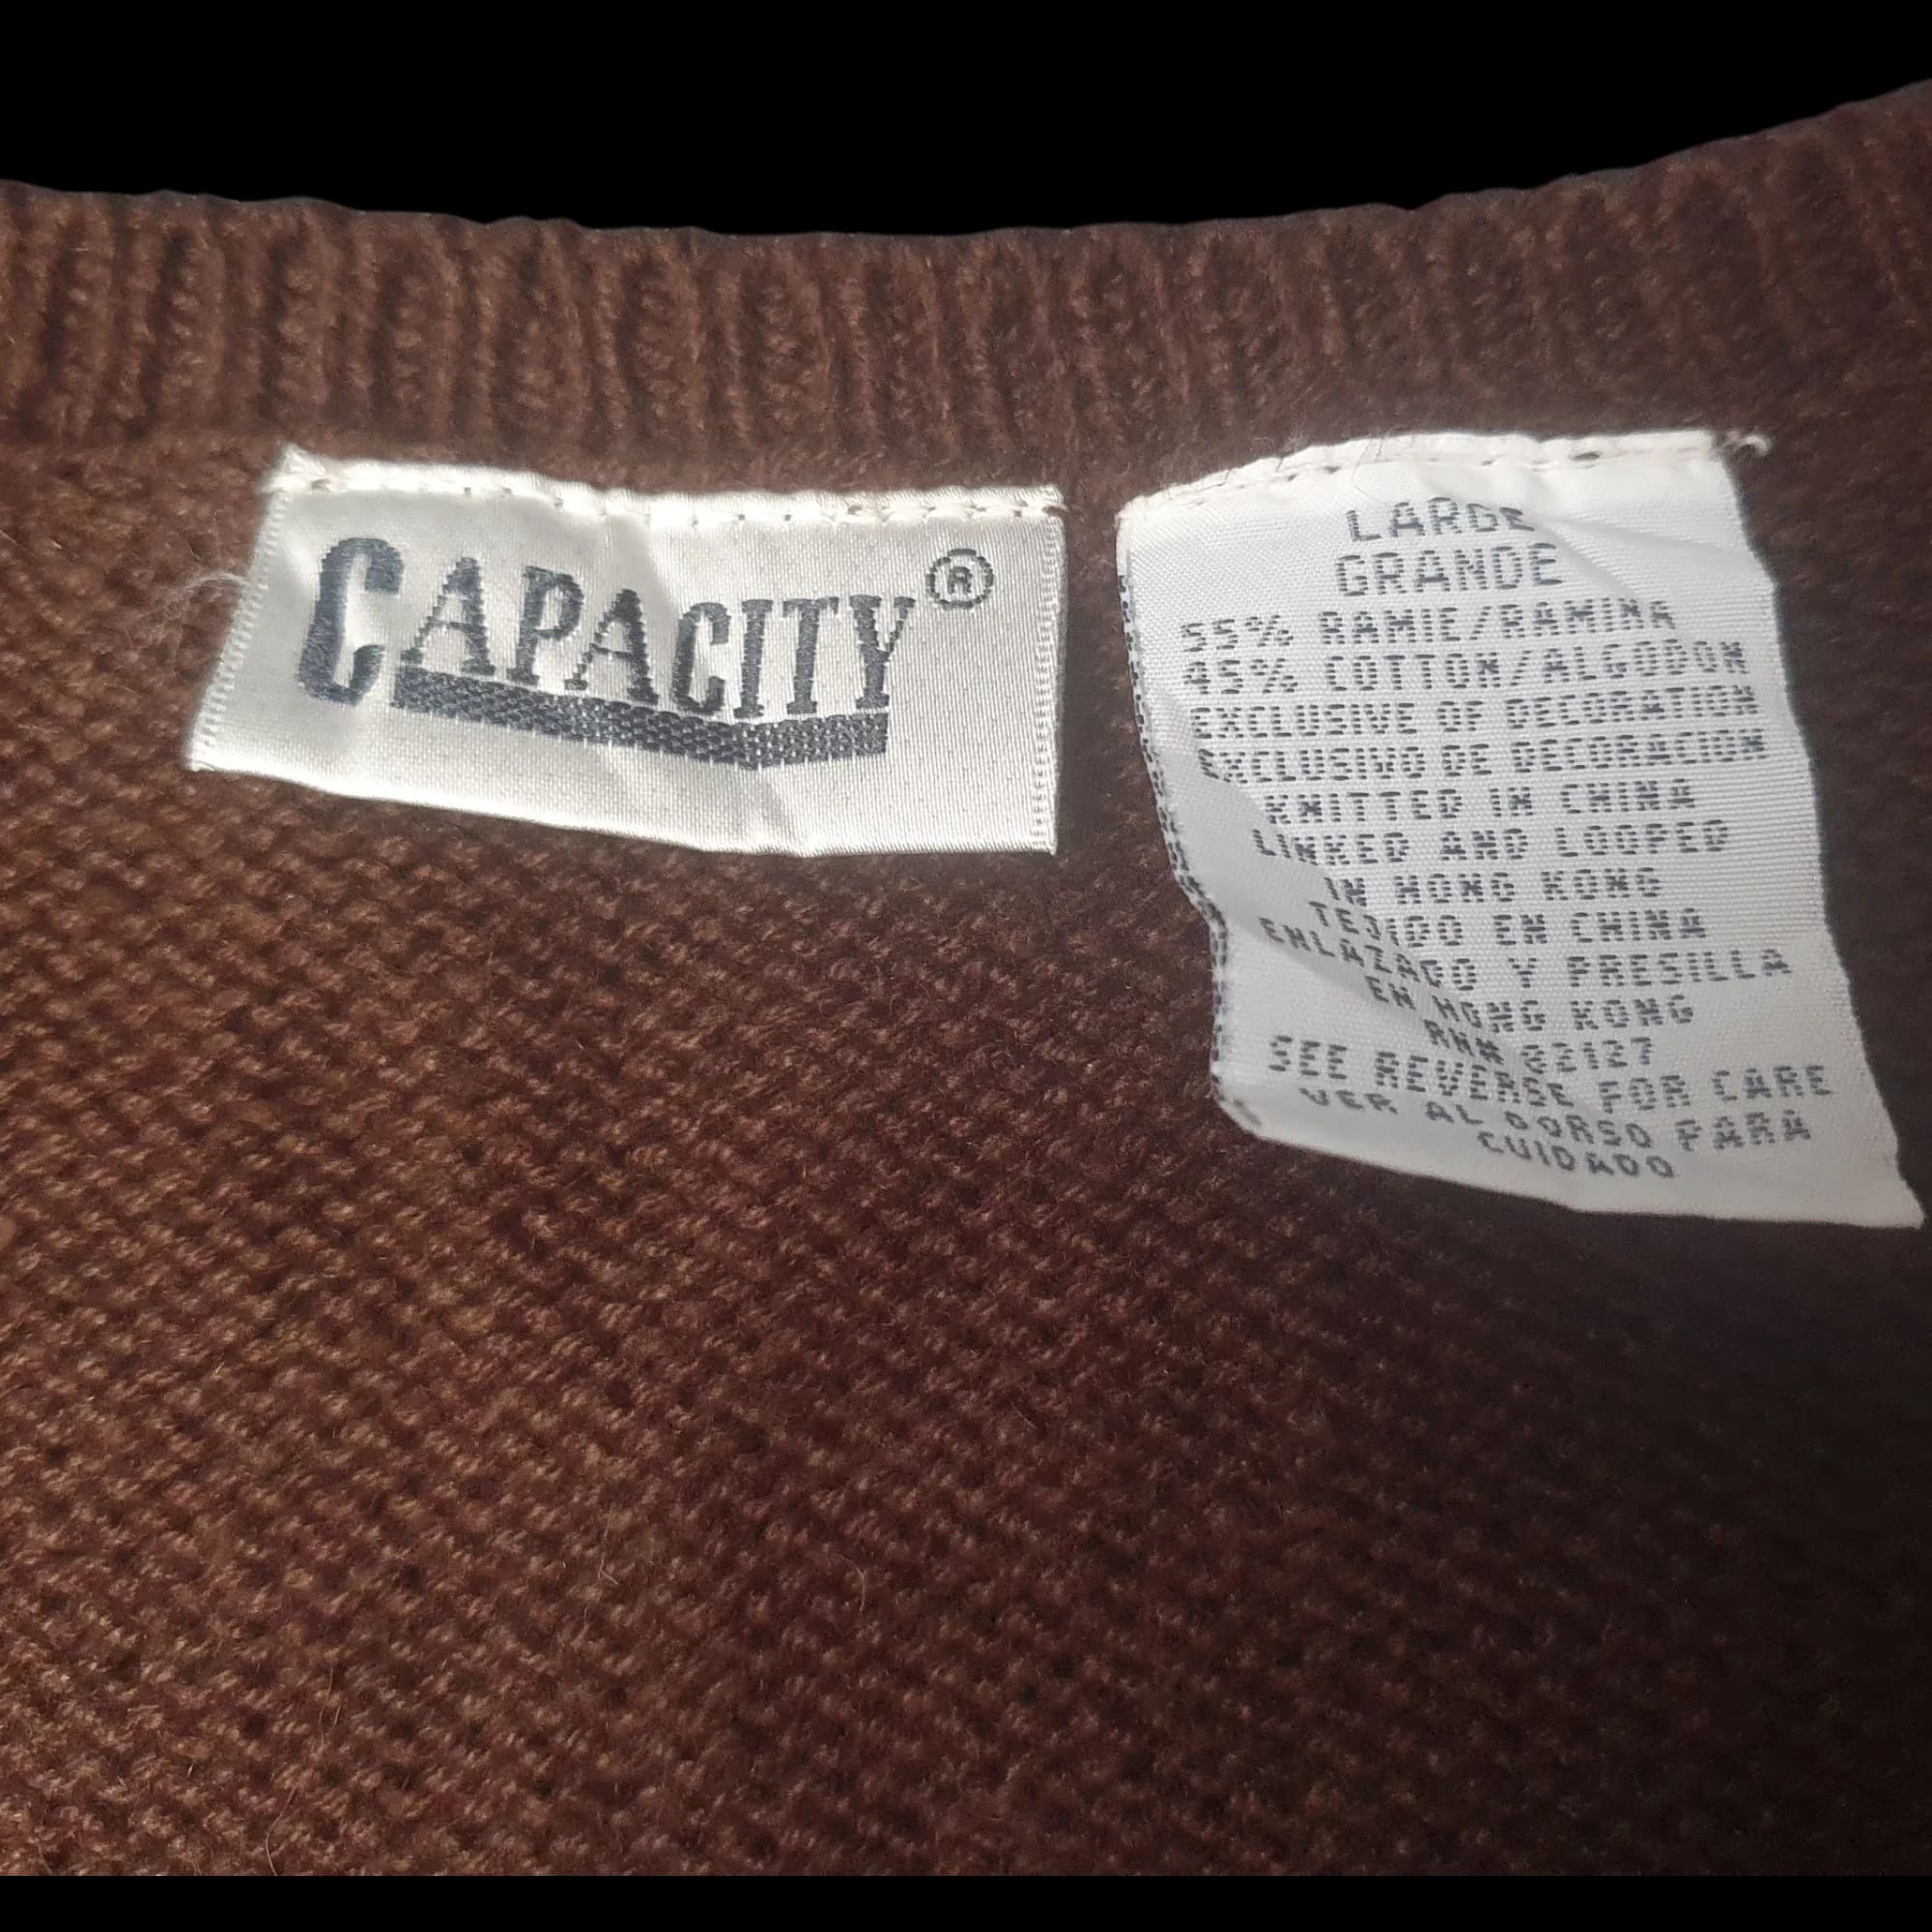 CAPACITY®
LARGE
GRANDE
55% RAMIE/RAMINA
45% COTTON/ALGODON
EXCLUSIVE OF DECORATION
EXCLUSIVO DE DECORACION
KNITTED IN CHINA
LINKED AND LOOPED
IN HONG KONG
TEJIDO EN CHINA
ENLAZADO Y PRESILLA
EN HONG KONG
RN# 62127
SEE REVERSE FOR CARE
VER AL DORSO PARA
CUIDADO